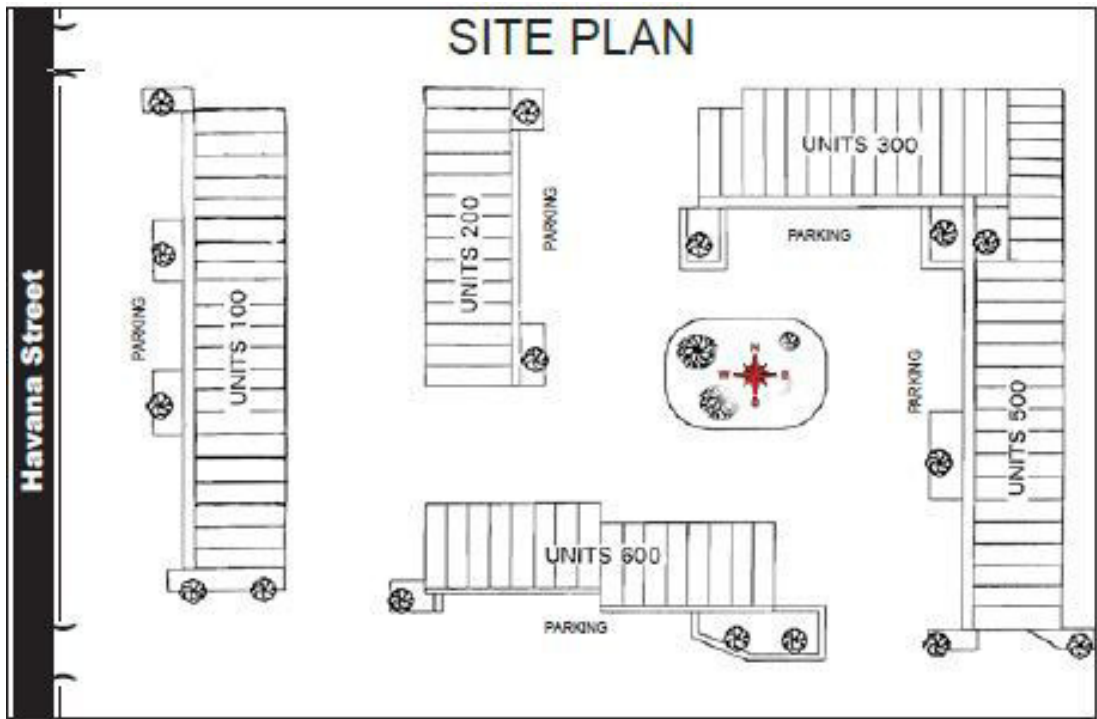 SITE PLAN
Havana Street
PARKING
UNITS 100
UNITS 200
PARKING
UNITS 300
PARKING
N
W
PARKING
UNITS 500
UNITS 600
PARKING